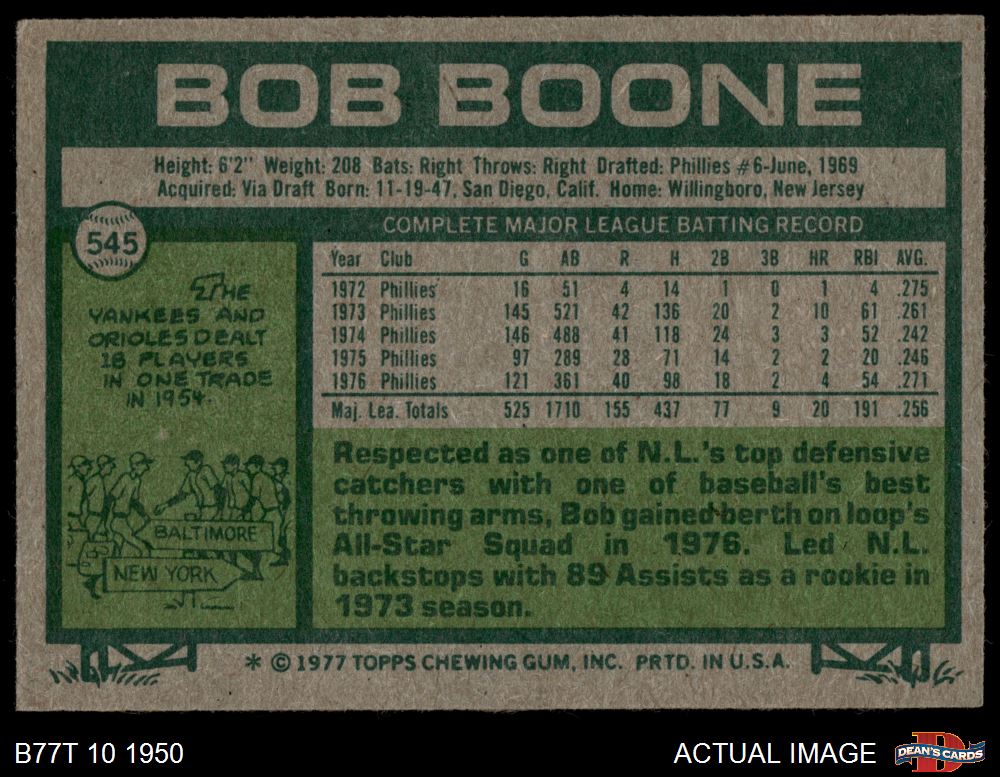 BOB BOONE
Height: 6'2" Weight: 208 Bats: Right Throws: Right Drafted: Phillies #6-June, 1969
Acquired: Via Draft Born: 11-19-47, San Diego, Calif. Home: Willingboro, New Jersey
545
COMPLETE MAJOR LEAGUE BATTING RECORD
Year Club G AB R H 2B 3B HR RBI AVG.
1972 Phillies 16 51 4 14 1 0 1 4 .275
1973 Phillies 145 521 42 136 20 2 10 61 .261
1974 Phillies 146 488 41 118 24 3 3 52 .242
1975 Phillies 97 289 28 71 14 2 2 20 .246
1976 Phillies 121 361 40 98 18 2 4 54 .271
Maj. Lea. Totals 525 1710 155 437 77 9 20 191 .256
THE
YANKEES AND
ORIOLES DEALT
18 PLAYERS
IN ONE TRADE
IN 1954.
BALTIMORE
NEW YORK
Respected as one of N.L.'s top defensive
catchers with one of baseball's best
throwing arms, Bob gained berth on loop's
All-Star Squad in 1976. Led N.L.
backstops with 89 Assists as a rookie in
1973 season.
* © 1977 TOPPS CHEWING GUM, INC. PRTD. IN U.S.A.
B77T 10 1950
ACTUAL IMAGE
DEAN'S CARDS